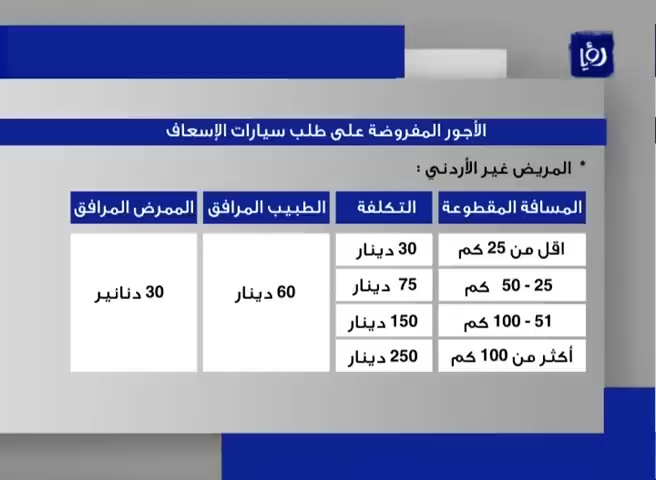 رؤيا
الأجور المفروضة على طلب سيارات الإسعاف
* المريض غير الأردني :
المسافة المقطوعة التكلفة الطبيب المرافق الممرض المرافق
اقل من 25 كم 30 دينار
25 - 50 كم 75 دينار
60 دينار 30 دنانير
51 - 100 كم 150 دينار
أكثر من 100 كم 250 دينار